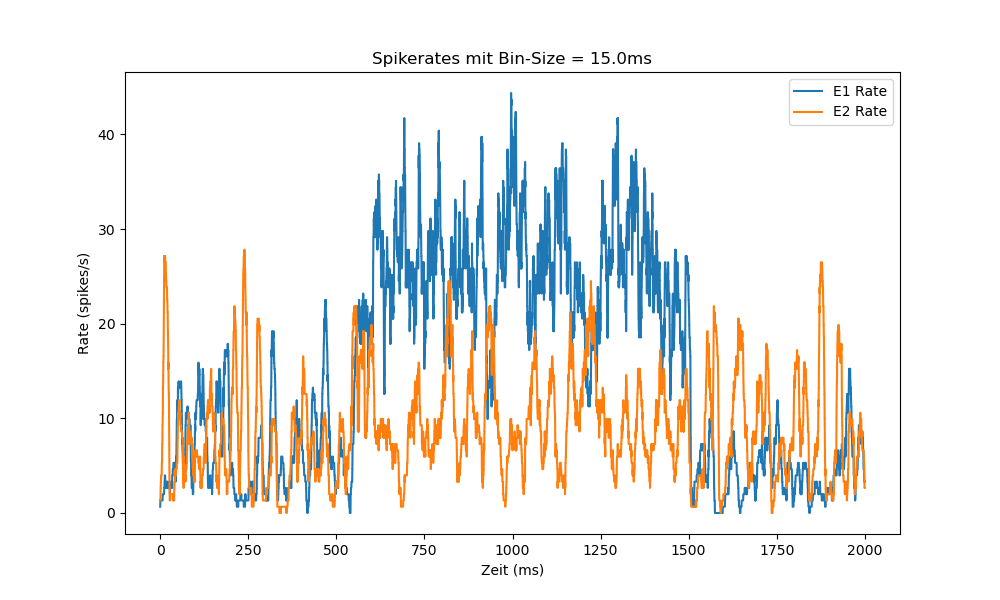 Spikerates mit Bin-Size = 15.0ms
E1 Rate
E2 Rate
40
30
20
10
0
Rate (spikes/s)
0 250 500 750 1000 1250 1500 1750 2000
Zeit (ms)